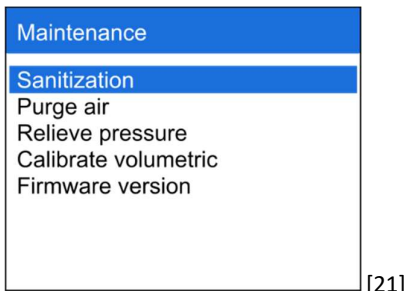 Maintenance
Sanitization
Purge air
Relieve pressure
Calibrate volumetric
Firmware version
[21]